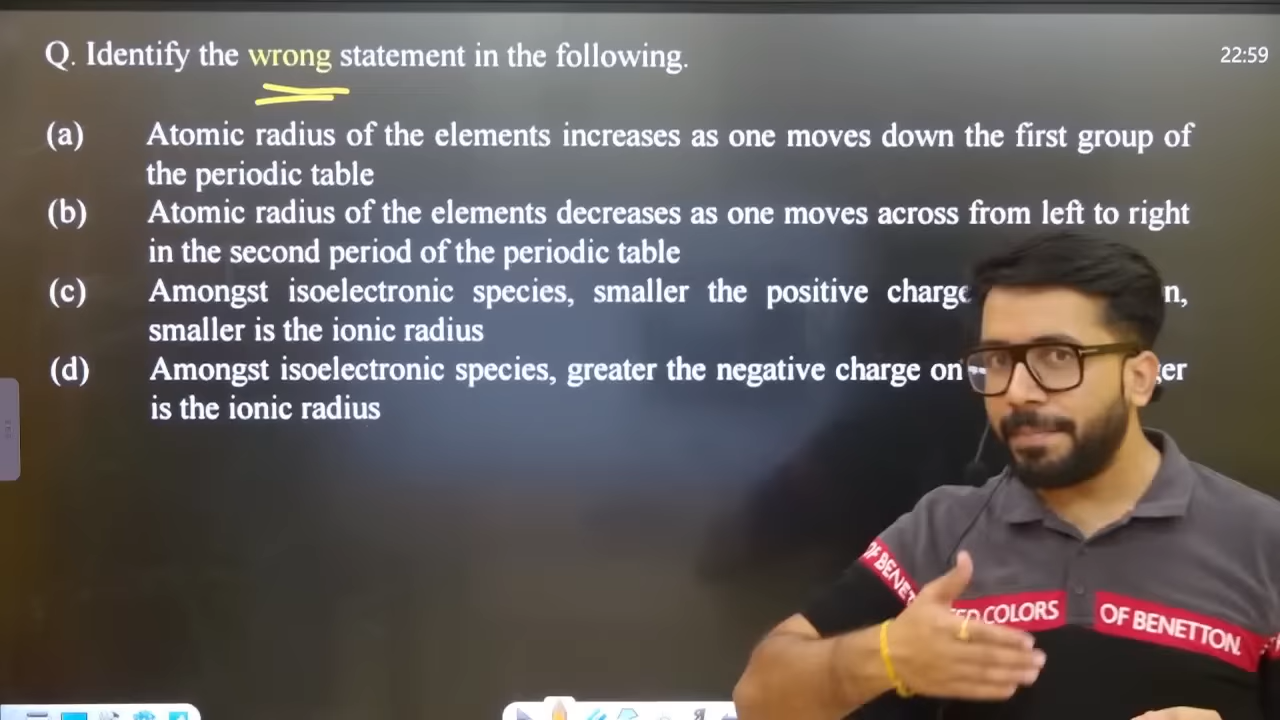 Q. Identify the wrong statement in the following.
22:59
(a) Atomic radius of the elements increases as one moves down the first group of
the periodic table
(b) Atomic radius of the elements decreases as one moves across from left to right
in the second period of the periodic table
(c) Amongst isoelectronic species, smaller the positive charge n,
smaller is the ionic radius
(d) Amongst isoelectronic species, greater the negative charge on er
is the ionic radius
OF BENET
COLORS
OF BENETTON.